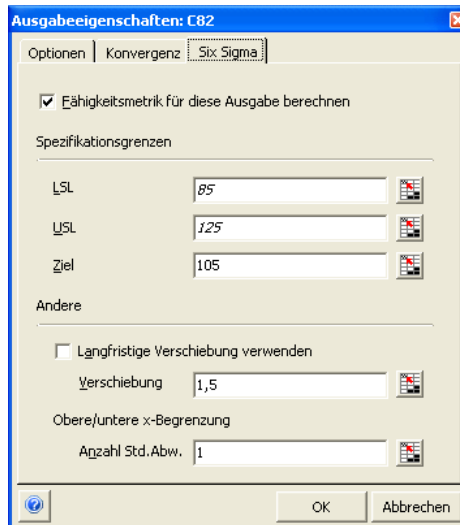 Ausgabeeigenschaften: C82
Optionen Konvergenz Six Sigma
Fähigkeitsmetrik für diese Ausgabe berechnen
Spezifikationsgrenzen
LSL 85
USL 125
Ziel 105
Andere
Langfristige Verschiebung verwenden
Verschiebung 1,5
Obere/untere x-Begrenzung
Anzahl Std.Abw. 1
OK Abbrechen